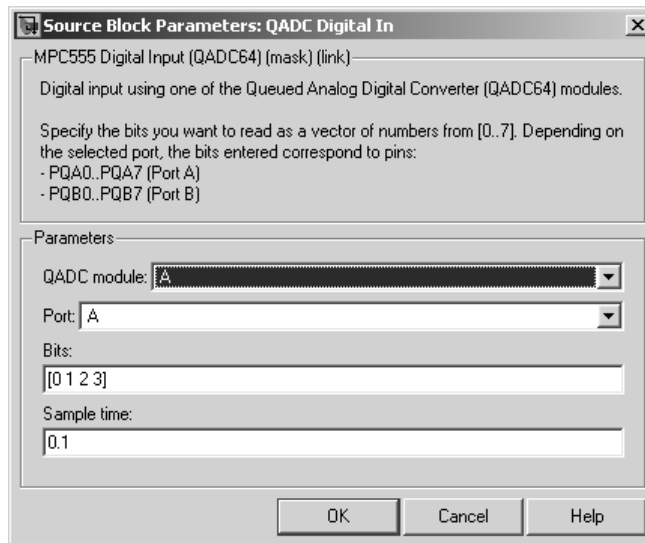 Source Block Parameters: QADC Digital In
MPC555 Digital Input (QADC64) (mask) (link)
Digital input using one of the Queued Analog Digital Converter (QADC64) modules.
Specify the bits you want to read as a vector of numbers from [0..7]. Depending on
the selected port, the bits entered correspond to pins:
- PQA0..PQA7 (Port A)
- PQB0..PQB7 (Port B)
Parameters
QADC module: A
Port: A
Bits:
[0 1 2 3]
Sample time:
0.1
OK Cancel Help